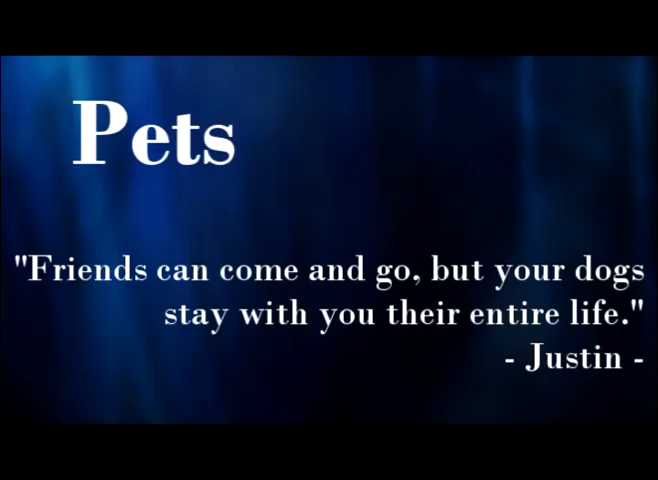 Pets
"Friends can come and go, but your dogs
stay with you their entire life."
- Justin -